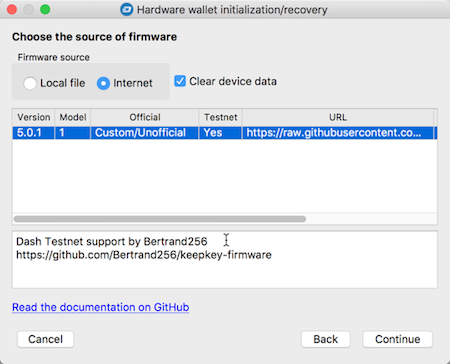 Hardware wallet initialization/recovery
Choose the source of firmware
Firmware source
Local file Internet Clear device data
Version Model Official Testnet URL
5.0.1 1 Custom/Unofficial Yes https://raw.githubusercontent.co...
Dash Testnet support by Bertrand256
https://github.com/Bertrand256/keepkey-firmware
Read the documentation on GitHub
Cancel Back Continue